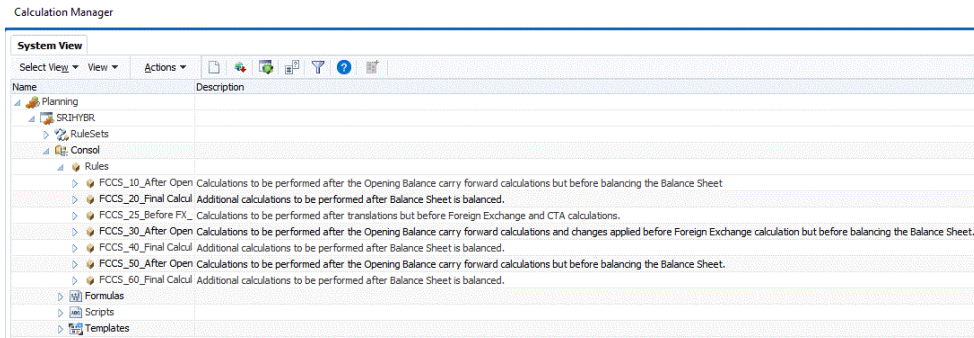 Calculation Manager
System View
Select View View Actions
Name Description
Planning
SRIHYBR
RuleSets
Consol
Rules
FCCS_10_After Open Calculations to be performed after the Opening Balance carry forward calculations but before balancing the Balance Sheet
FCCS_20_Final Calcul Additional calculations to be performed after Balance Sheet is balanced.
FCCS_25_Before FX_ Calculations to be performed after translations but before Foreign Exchange and CTA calculations.
FCCS_30_After Open Calculations to be performed after the Opening Balance carry forward calculations and changes applied before Foreign Exchange calculation but before balancing the Balance Sheet.
FCCS_40_Final Calcul Additional calculations to be performed after Balance Sheet is balanced.
FCCS_50_After Open Calculations to be performed after the Opening Balance carry forward calculations but before balancing the Balance Sheet.
FCCS_60_Final Calcul Additional calculations to be performed after Balance Sheet is balanced.
Formulas
Scripts
Templates